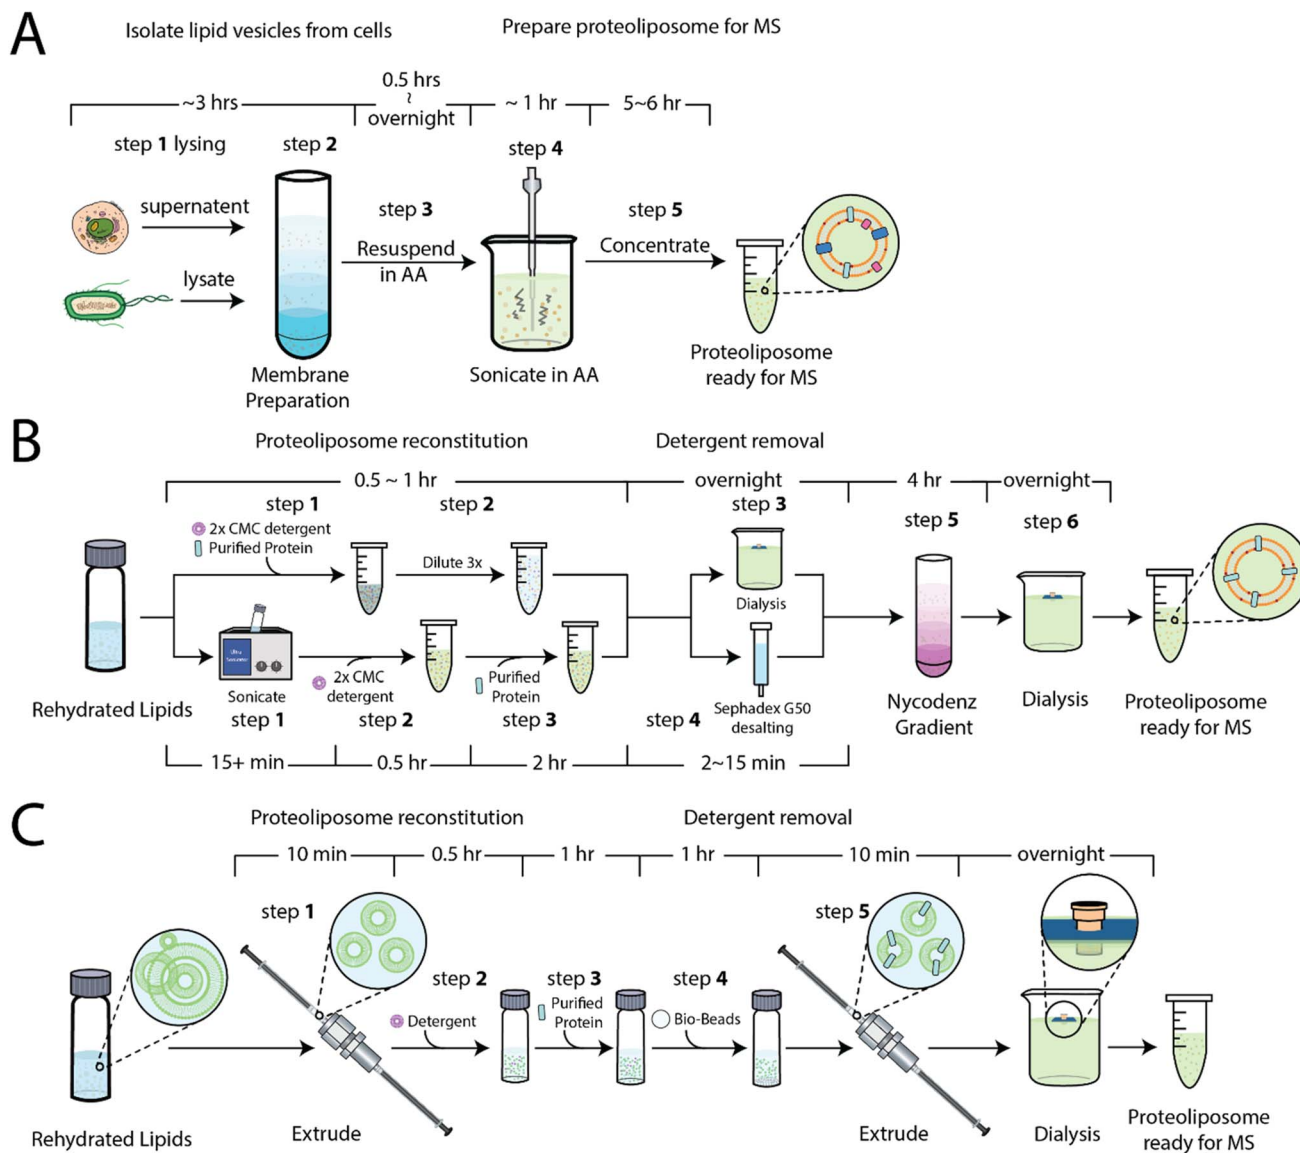 A
Isolate lipid vesicles from cells
Prepare proteoliposome for MS
~3 hrs
0.5 hrs
~
overnight
~ 1 hr
5~6 hr
step 1 lysing
step 2
step 3
step 4
step 5
supernatent
lysate
Resuspend
in AA
Concentrate
Membrane
Preparation
Sonicate in AA
Proteoliposome
ready for MS
B
Proteoliposome reconstitution
Detergent removal
0.5 ~ 1 hr
overnight
4 hr
overnight
step 1
step 2
step 3
step 5
step 6
2x CMC detergent
Purified Protein
Dilute 3x
Dialysis
Sonicate
2x CMC
detergent
Purified
Protein
Sephadex G50
desalting
Rehydrated Lipids
step 1
step 2
step 3
step 4
Nycodenz
Gradient
Dialysis
Proteoliposome
ready for MS
15+ min
0.5 hr
2 hr
2~15 min
C
Proteoliposome reconstitution
Detergent removal
10 min
0.5 hr
1 hr
1 hr
10 min
overnight
step 1
step 2
step 3
step 4
step 5
Detergent
Purified
Protein
Bio-Beads
Rehydrated Lipids
Extrude
Extrude
Dialysis
Proteoliposome
ready for MS